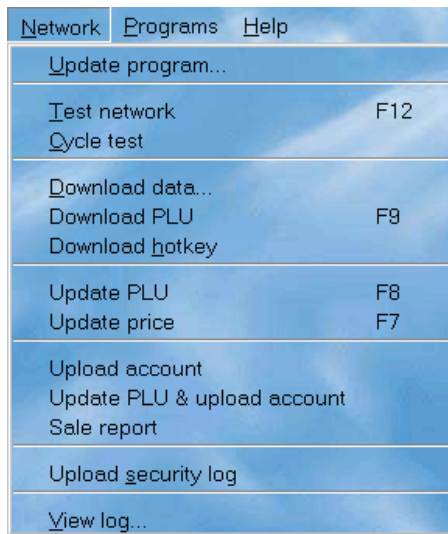 Network Programs Help
Update program...
Test network F12
Cycle test
Download data...
Download PLU F9
Download hotkey
Update PLU F8
Update price F7
Upload account
Update PLU & upload account
Sale report
Upload security log
View log...